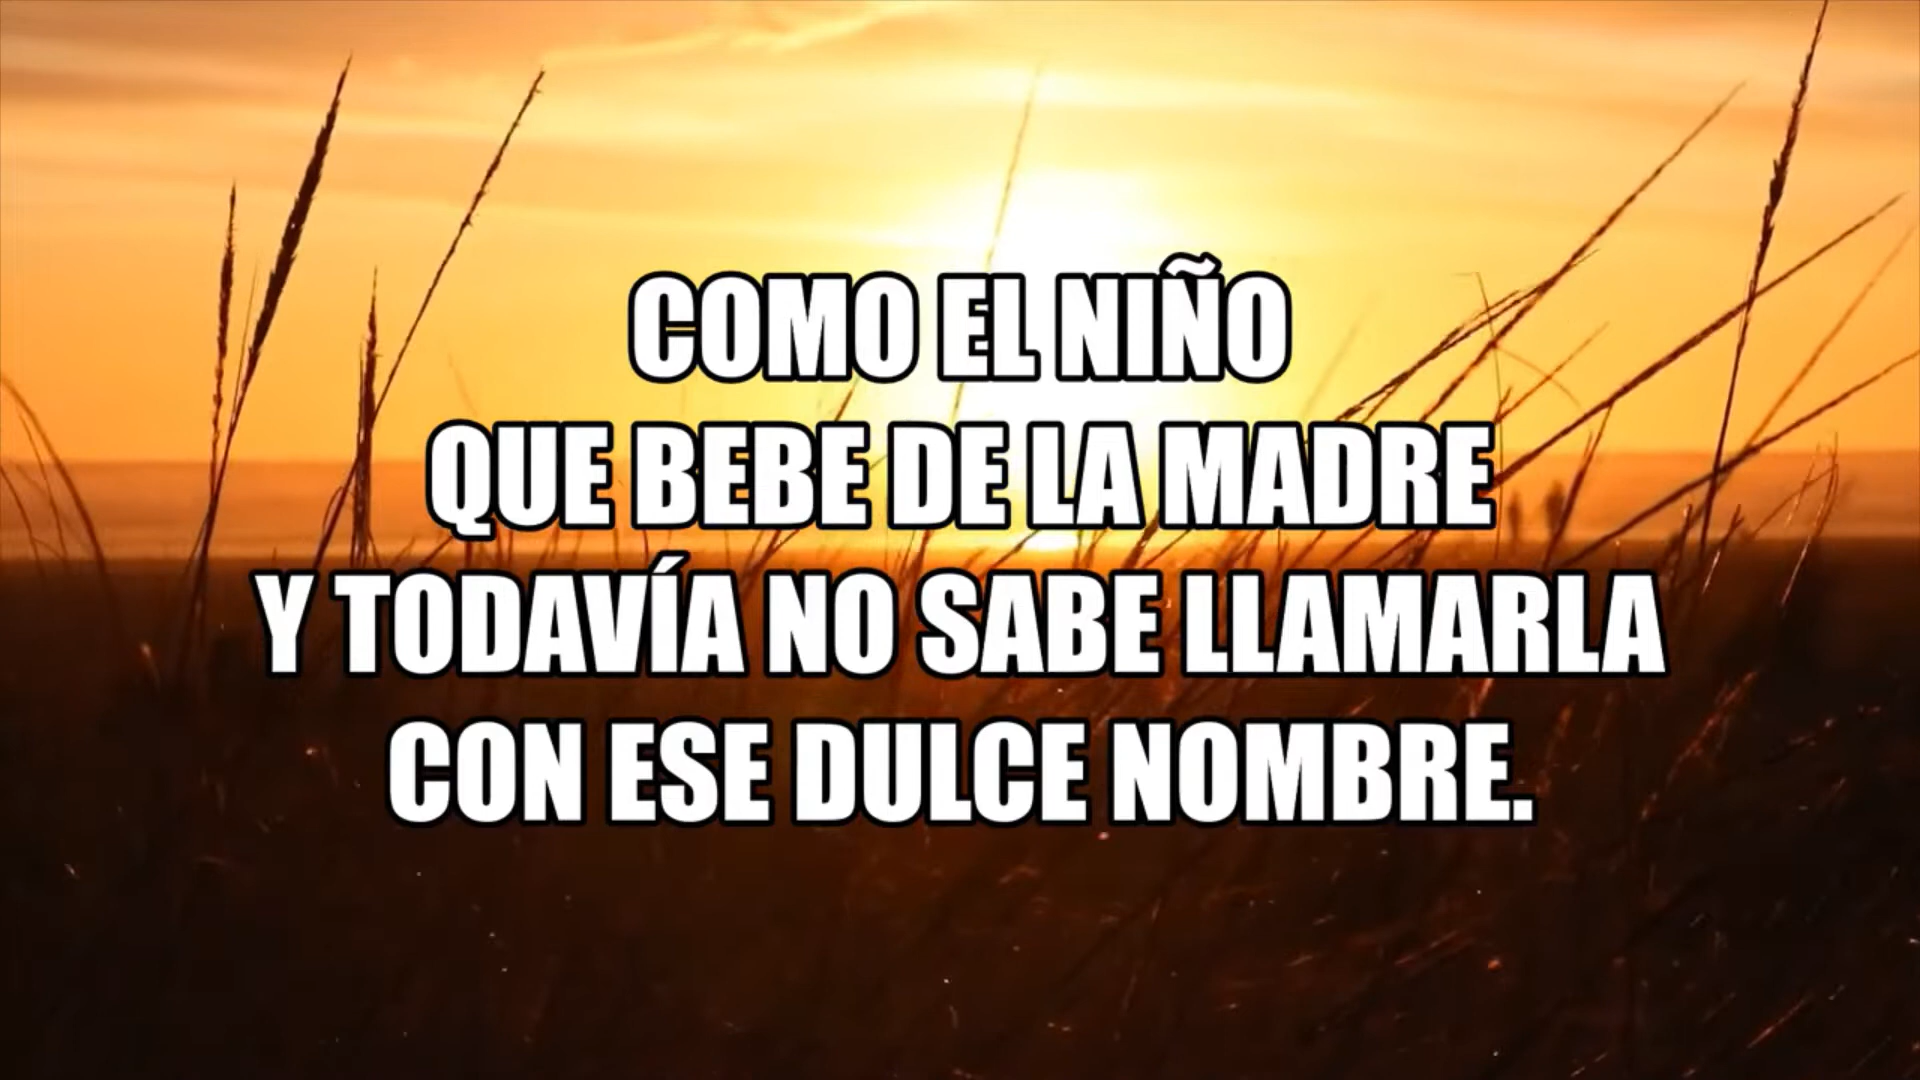 COMO EL NIÑO
QUE BEBE DE LA MADRE
Y TODAVÍA NO SABE LLAMARLA
CON ESE DULCE NOMBRE.